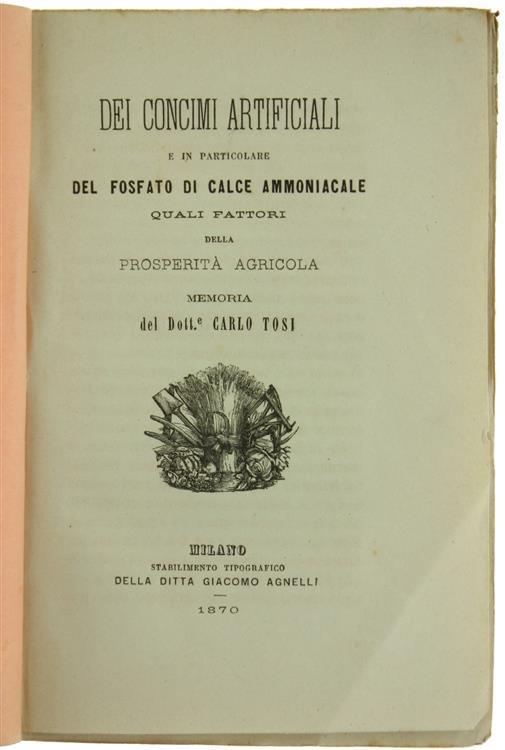 DEI CONCIMI ARTIFICIALI
E IN PARTICOLARE
DEL FOSFATO DI CALCE AMMONIACALE
QUALI FATTORI
DELLA
PROSPERITÀ AGRICOLA
MEMORIA
del Dott.e CARLO TOSI
MILANO
STABILIMENTO TIPOGRAFICO
DELLA DITTA GIACOMO AGNELLI
1870